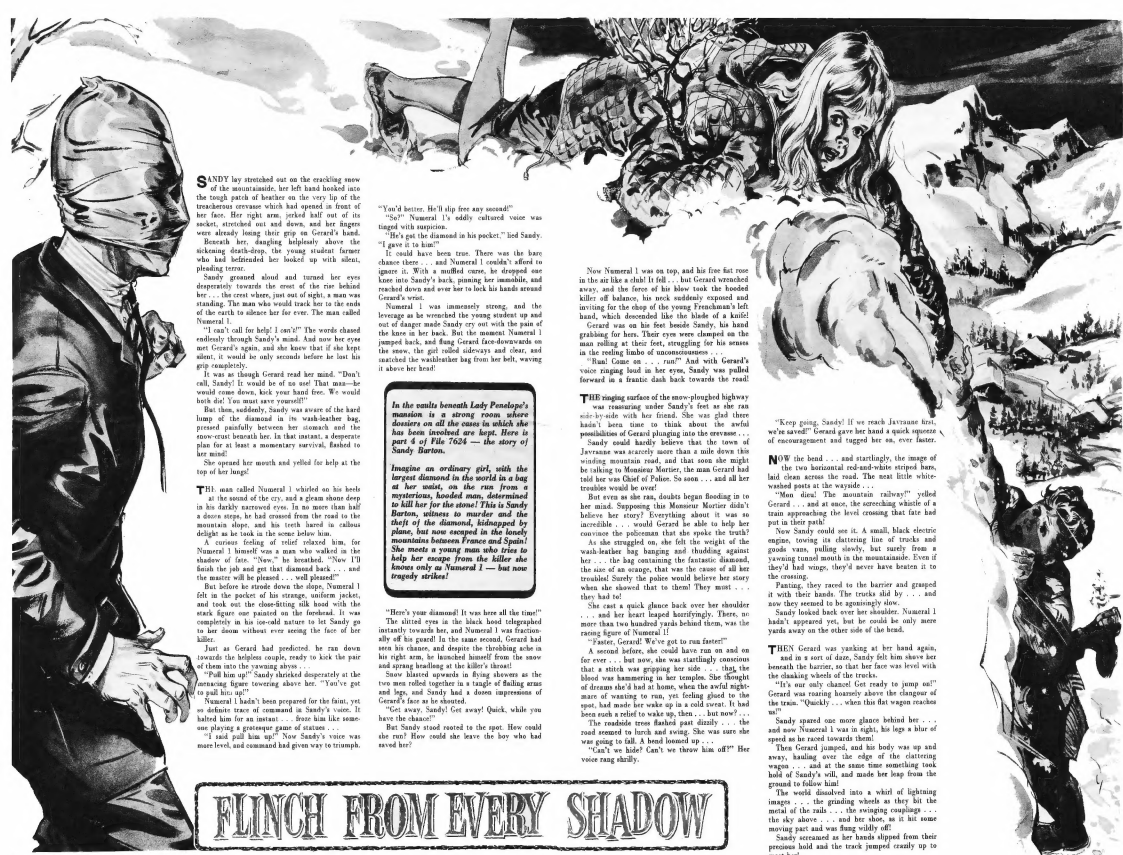 SANDY lay stretched out on the crackling snow
of the mountainside, her left hand hooked into
the tough patch of heather on the very lip of the
treacherous crevasse which had opened in front of
her face. Her right arm, jerked half out of its
socket, stretched out and down, and her fingers
were already losing their grip on Gerard's hand.
Beneath her, dangling helplessly above the
sickening death-drop, the young student farmer
who had befriended her looked up with silent,
pleading terror.
Sandy groaned aloud and turned her eyes
desperately towards the crest of the rise behind
her . . . the crest where, just out of sight, a man was
standing. The man who would track her to the ends
of the earth to silence her for ever. The man called
Numeral 1.
"I can't call for help! I can't!" The words chased
endlessly through Sandy's mind. And now her eyes
met Gerard's again, and she knew that if she kept
silent, it would be only seconds before he lost his
grip completely.
It was as though Gerard read her mind. "Don't
call, Sandy! It would be of no use! That man—he
would come down, kick your hand free. We would
both die! You must save yourself!"
But then, suddenly, Sandy was aware of the hard
lump of the diamond in its wash-leather bag,
pressed painfully between her stomach and the
snow-crust beneath her. In that instant, a desperate
plan for at least a momentary survival, flashed to
her mind!
She opened her mouth and yelled for help at the
top of her lungs!
THE man called Numeral 1 whirled on his heels
at the sound of the cry, and a gleam shone deep
in his darkly narrowed eyes. In no more than half
a dozen steps, he had crossed from the road to the
mountain slope, and his teeth bared in callous
delight as he took in the scene below him.
A curious feeling of relief relaxed him, for
Numeral 1 himself was a man who walked in the
shadow of fate. "Now," he breathed. "Now I'll
finish the job and get that diamond back . . . and
the master will be pleased . . . well pleased!"
But before he strode down the slope, Numeral 1
felt in the pocket of his strange, uniform jacket,
and took out the close-fitting silk hood with the
stark figure one painted on the forehead. It was
completely in his ice-cold nature to let Sandy go
to her doom without ever seeing the face of her
killer.
Just as Gerard had predicted, he ran down
towards the helpless couple, ready to kick the pair
of them into the yawning abyss . . .
"Pull him up!" Sandy shrieked desperately at the
menacing figure towering above her. "You've got
to pull him up!"
Numeral 1 hadn't been prepared for the faint, yet
so definite trace of command in Sandy's voice. It
halted him for an instant . . . froze him like some-
one playing a grotesque game of statues . . .
"I said pull him up!" Now Sandy's voice was
more level, and command had given way to triumph.
"You'd better. He'll slip free any second!"
"So?" Numeral 1's oddly cultured voice was
tinged with suspicion.
"He's got the diamond in his pocket," lied Sandy.
"I gave it to him!"
It could have been true. There was the bare
chance there . . . and Numeral 1 couldn't afford to
ignore it. With a muffled curse, he dropped one
knee into Sandy's back, pinning her immobile, and
reached down and over her to lock his hands around
Gerard's wrist.
Numeral 1 was immensely strong, and the
leverage as he wrenched the young student up and
out of danger made Sandy cry out with the pain of
the knee in her back. But the moment Numeral 1
jumped back, and flung Gerard face-downwards on
the snow, the girl rolled sideways and clear, and
snatched the washleather bag from her belt, waving
it above her head!
In the vaults beneath Lady Penelope's
mansion is a strong room where
dossiers on all the cases in which she
has been involved are kept. Here is
part 4 of File 7624 — the story of
Sandy Barton.
Imagine an ordinary girl, with the
largest diamond in the world in a bag
at her waist, on the run from a
mysterious, hooded man, determined
to kill her for the stone! This is Sandy
Barton, witness to murder and the
theft of the diamond, kidnapped by
plane, but now escaped in the lonely
mountains between France and Spain!
She meets a young man who tries to
help her escape from the killer she
knows only as Numeral 1 — but now
tragedy strikes!
"Here's your diamond! It was here all the time!"
The slitted eyes in the black hood telegraphed
instantly towards her, and Numeral 1 was fraction-
ally off his guard! In the same second, Gerard had
seen his chance, and despite the throbbing ache in
his right arm, he launched himself from the snow
and sprang headlong at the killer's throat!
Snow blasted upwards in flying showers as the
two men rolled together in a tangle of flailing arms
and legs, and Sandy had a dozen impressions of
Gerard's face as he shouted.
"Get away, Sandy! Get away! Quick, while you
have the chance!"
But Sandy stood rooted to the spot. How could
she run? How could she leave the boy who had
saved her?
Now Numeral 1 was on top, and his free fist rose
in the air like a club! It fell . . . but Gerard wrenched
away, and the force of his blow took the hooded
killer off balance, his neck suddenly exposed and
inviting for the chop of the young Frenchman's left
hand, which descended like the blade of a knife!
Gerard was on his feet beside Sandy, his hand
grabbing for hers. Their eyes were clamped on the
man rolling at their feet, struggling for his senses
in the reeling limbo of unconsciousness . . .
"Run! Come on . . . run!" And with Gerard's
voice ringing loud in her eyes, Sandy was pulled
forward in a frantic dash back towards the road!
THE ringing surface of the snow-ploughed highway
was reassuring under Sandy's feet as she ran
side-by-side with her friend. She was glad there
hadn't been time to think about the awful
possibilities of Gerard plunging into the crevasse . . .
Sandy could hardly believe that the town of
Javranne was scarcely more than a mile down this
winding mountain road, and that soon she might
be talking to Monsieur Mortier, the man Gerard had
told her was Chief of Police. So soon . . . and all her
troubles would be over!
But even as she ran, doubts began flooding in to
her mind. Supposing this Monsieur Mortier didn't
believe her story? Everything about it was so
incredible . . . would Gerard be able to help her
convince the policeman that she spoke the truth?
As she struggled on, she felt the weight of the
wash-leather bag banging and thudding against
her . . . the bag containing the fantastic diamond,
the size of an orange, that was the cause of all her
troubles! Surely the police would believe her story
when she showed that to them! They must . . .
they had to!
She cast a quick glance back over her shoulder
. . . and her heart leaped horrifyingly. There, no
more than two hundred yards behind them, was the
racing figure of Numeral 1!
"Faster, Gerard! We've got to run faster!"
A second before, she could have run on and on
for ever . . . but now, she was startlingly conscious
that a stitch was gripping her side . . . that the
blood was hammering in her temples. She thought
of dreams she'd had at home, when the awful night-
mare of wanting to run, yet feeling glued to the
spot, had made her wake up in a cold sweat. It had
been such a relief to wake up, then . . . but now? . . .
The roadside trees flashed past dizzily . . . the
road seemed to lurch and swing. She was sure she
was going to fall. A bend loomed up . . .
"Can't we hide? Can't we throw him off?" Her
voice rang shrilly.
"Keep going, Sandy! If we reach Javranne first,
we're saved!" Gerard gave her hand a quick squeeze
of encouragement and tugged her on, ever faster.
NOW the bend . . . and startlingly, the image of
the two horizontal red-and-white striped bars,
laid clean across the road. The neat little white-
washed posts at the wayside . . .
"Mon dieu! The mountain railway!" yelled
Gerard . . . and at once, the screeching whistle of a
train approaching the level crossing that fate had
put in their path!
Now Sandy could see it. A small, black electric
engine, towing its clattering line of trucks and
goods vans, pulling slowly, but surely from a
yawning tunnel mouth in the mountainside. Even if
they'd had wings, they'd never have beaten it to
the crossing.
Panting, they raced to the barrier and grasped
it with their hands. The trucks slid by . . . and
now they seemed to be agonisingly slow.
Sandy looked back over her shoulder. Numeral 1
hadn't appeared yet, but he could be only mere
yards away on the other side of the bend.
THEN Gerard was yanking at her hand again,
and in a sort of daze, Sandy felt him shove her
beneath the barrier, so that her face was level with
the clanking wheels of the trucks.
"It's our only chance! Get ready to jump on!"
Gerard was roaring hoarsely above the clangour of
the train. "Quickly . . . when this flat wagon reaches
us!"
Sandy spared one more glance behind her . . .
and now Numeral 1 was in sight, his legs a blur of
speed as he raced towards them!
Then Gerard jumped, and his body was up and
away, hauling over the edge of the clattering
wagon . . . and at the same time something took
hold of Sandy's will, and made her leap from the
ground to follow him!
The world dissolved into a whirl of lightning
images . . . the grinding wheels as they bit the
metal of the rails . . . the swinging couplings . . .
the sky above . . . and her shoe, as it hit some
moving part and was flung wildly off!
Sandy screamed as her hands slipped from their
precious hold and the track jumped crazily up to
FLINCH FROM EVERY SHADOW